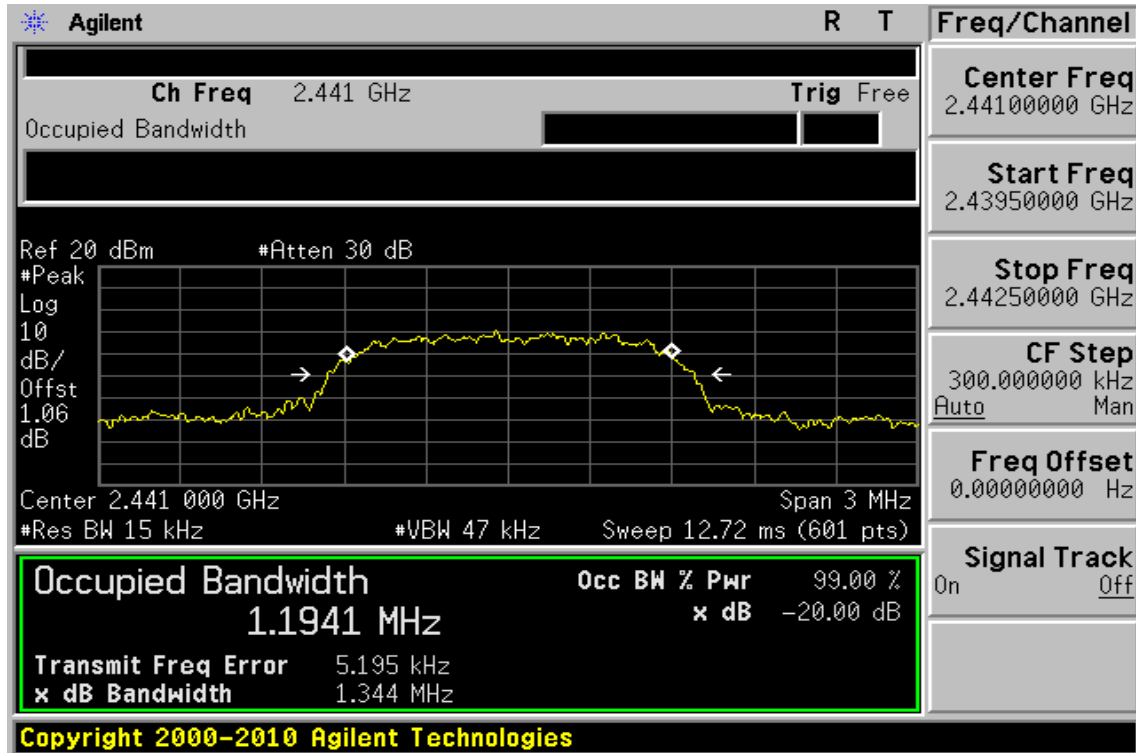 Agilent R T
Ch Freq 2.441 GHz Trig Free
Occupied Bandwidth
Ref 20 dBm #Atten 30 dB
#Peak
Log
10
dB/
Offst
1.06
dB
Center 2.441 000 GHz Span 3 MHz
#Res BW 15 kHz #VBW 47 kHz Sweep 12.72 ms (601 pts)
Occupied Bandwidth
1.1941 MHz
Occ BW % Pwr 99.00 %
x dB -20.00 dB
Transmit Freq Error 5.195 kHz
x dB Bandwidth 1.344 MHz
Copyright 2000-2010 Agilent Technologies
Freq/Channel
Center Freq
2.44100000 GHz
Start Freq
2.43950000 GHz
Stop Freq
2.44250000 GHz
CF Step
300.000000 kHz
Auto Man
Freq Offset
0.00000000 Hz
Signal Track
On Off